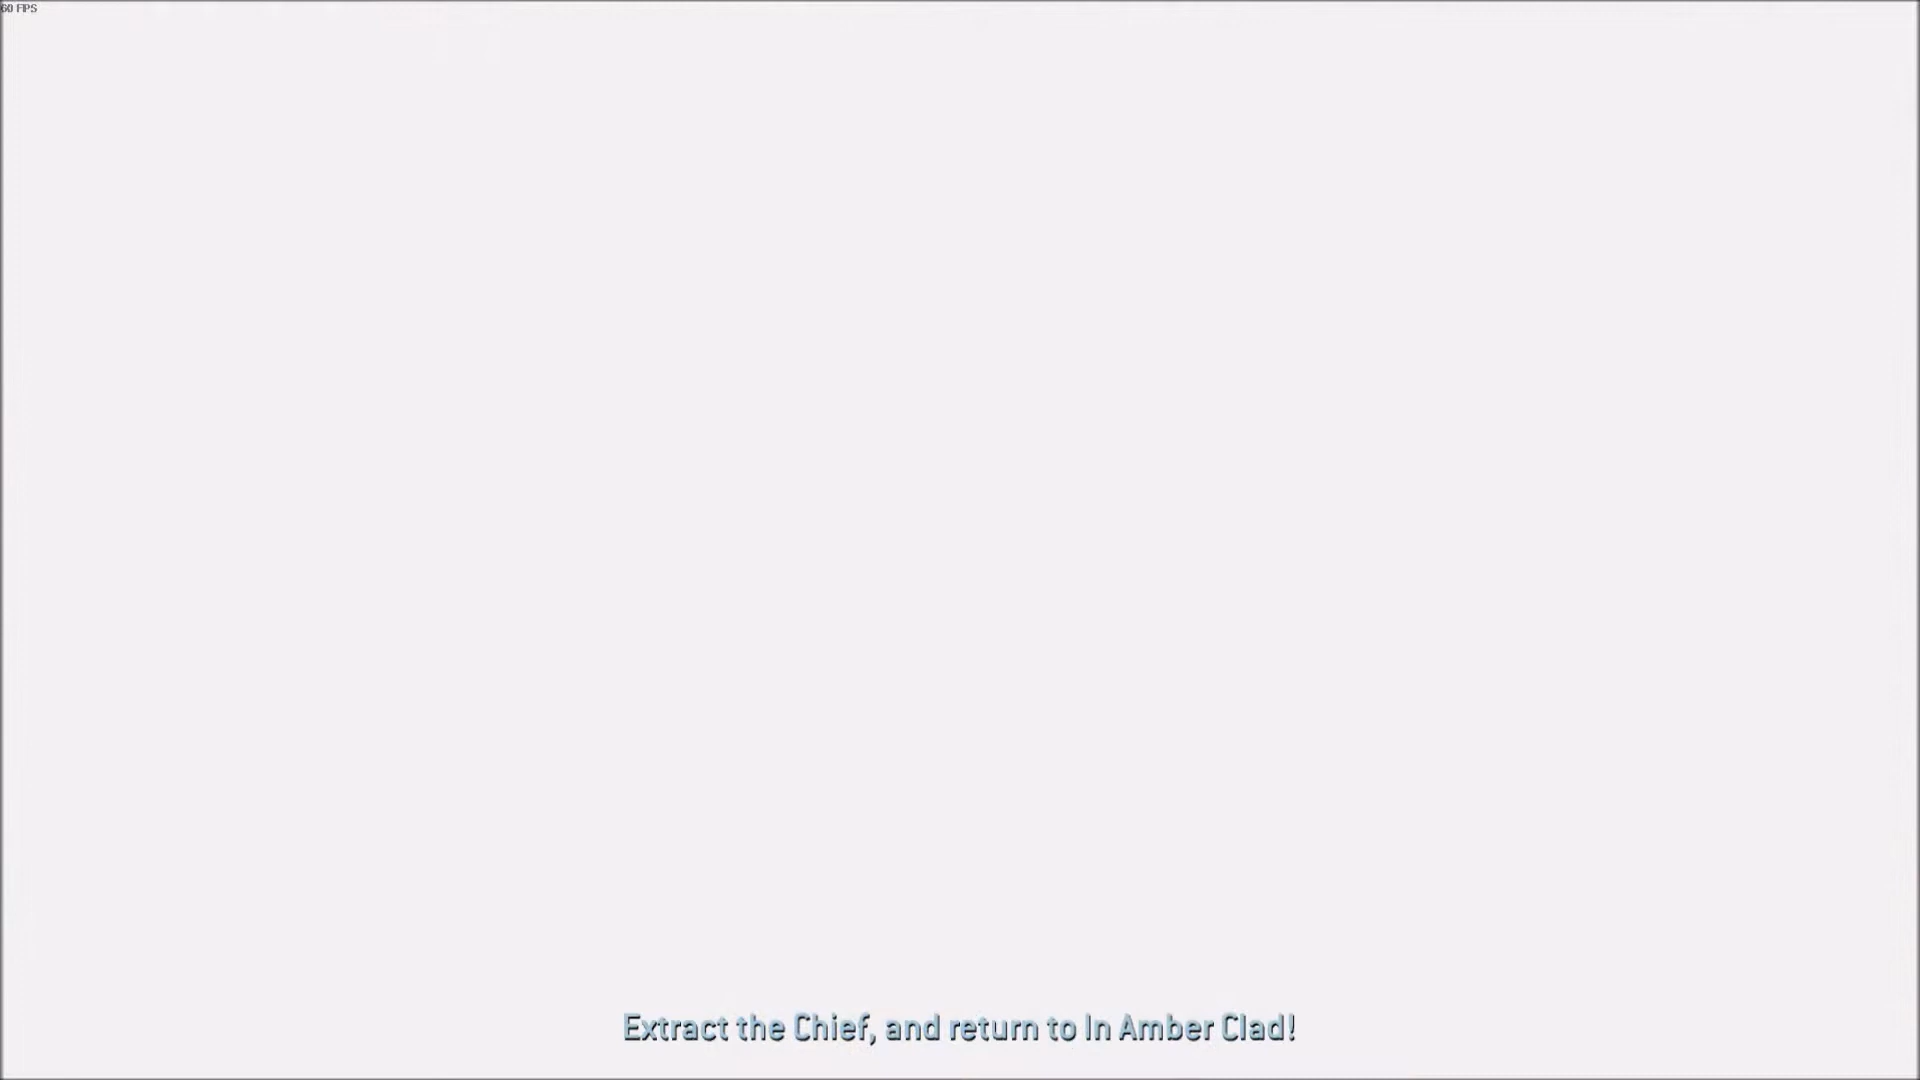 60 FPS
Extract the Chief, and return to In Amber Clad!